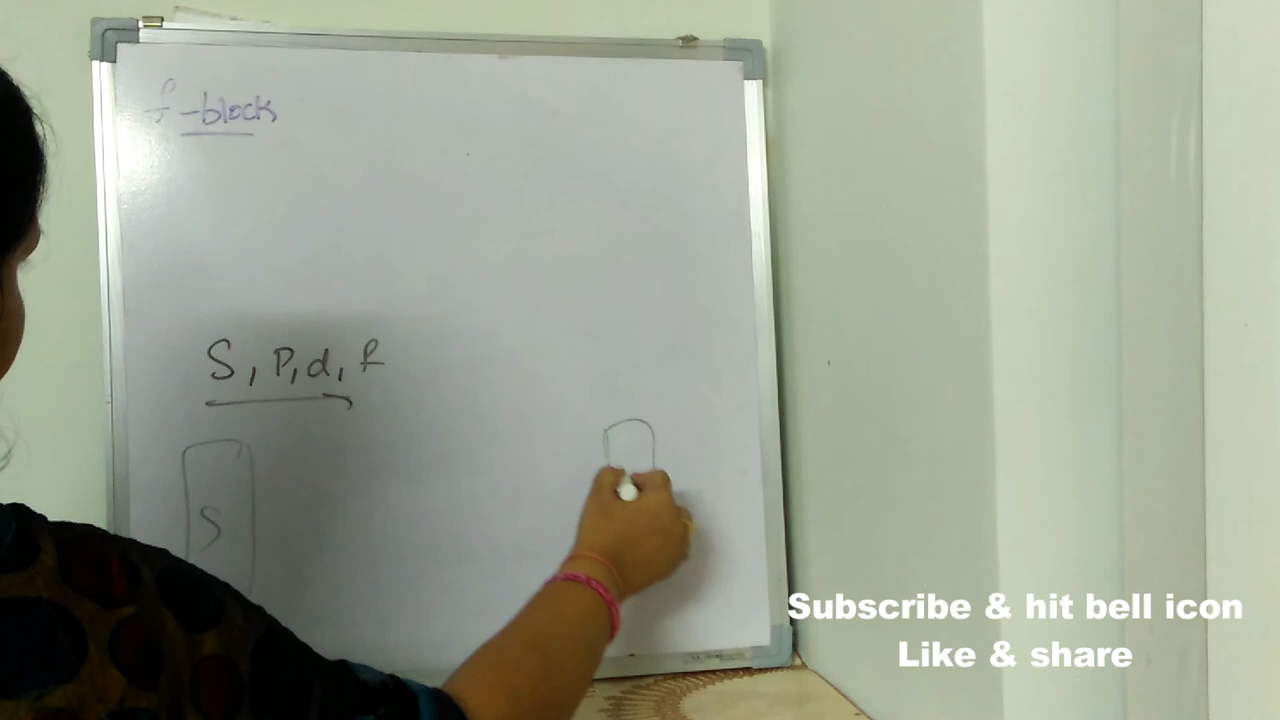 f-block
S, P, d, f
S
Subscribe & hit bell icon
Like & share